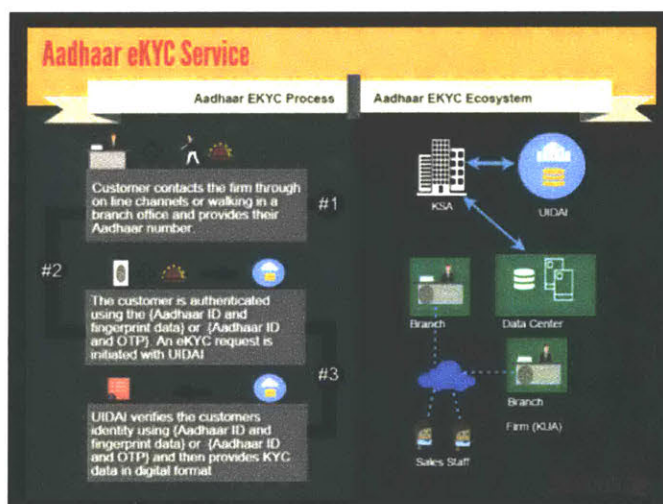 Aadhaar eKYC Service
Aadhaar EKYC Process
Customer contacts the firm through
on line channels or walking in a
branch office and provides their
Aadhaar number.
#1
#2
The customer is authenticated
using the {Aadhaar ID and
fingerprint data} or {Aadhaar ID
and OTP}. An eKYC request is
initiated with UIDAI
#3
UIDAI verifies the customers
identity using {Aadhaar ID and
fingerprint data} or {Aadhaar ID
and OTP} and then provides KYC
data in digital format
Aadhaar EKYC Ecosystem
KSA
UIDAI
Branch
Data Center
Branch
Firm (KUA)
Sales Staff